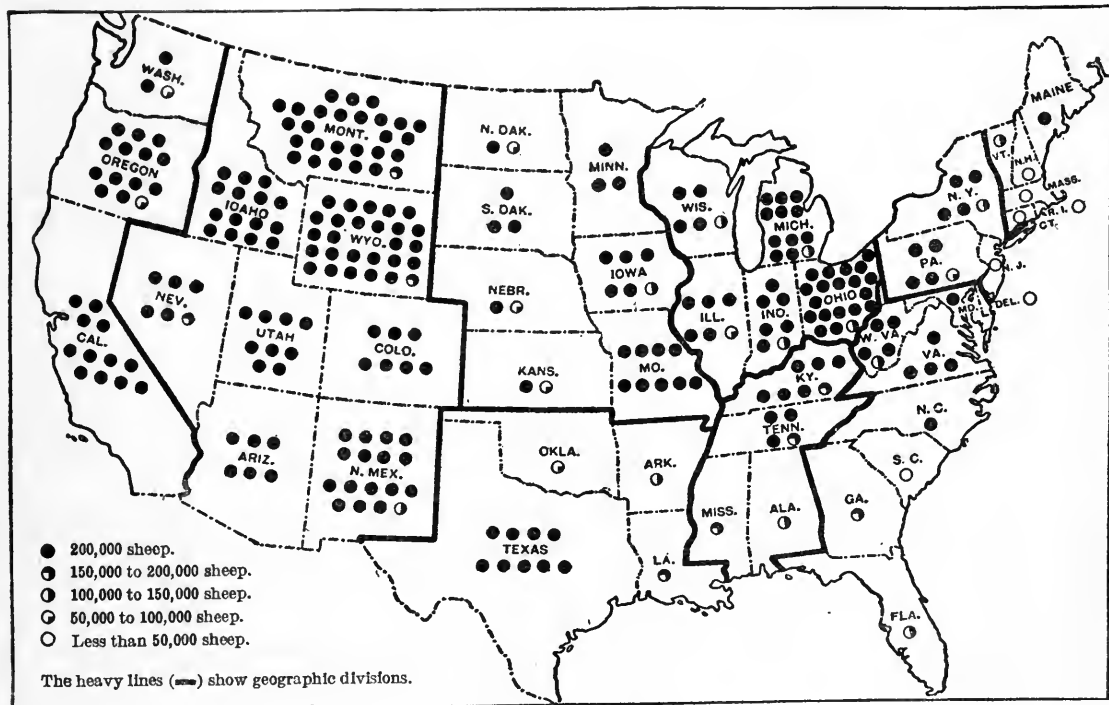 WASH.
MONT.
N. DAK.
MINN.
MAINE
VT.
N.H.
MASS.
OREGON
IDAHO
S. DAK.
WIS.
MICH.
N.Y.
R.I.
CT.
WYO.
IOWA
PA.
N.J.
NEV.
NEBR.
ILL.
IND.
OHIO
MD.
DEL.
CAL.
UTAH
COLO.
KANS.
MO.
W. VA.
VA.
KY.
N. C.
TENN.
ARIZ.
N. MEX.
OKLA.
ARK.
S. C.
MISS.
ALA.
GA.
TEXAS
LA.
FLA.
200,000 sheep.
150,000 to 200,000 sheep.
100,000 to 150,000 sheep.
50,000 to 100,000 sheep.
Less than 50,000 sheep.
The heavy lines (▬) show geographic divisions.